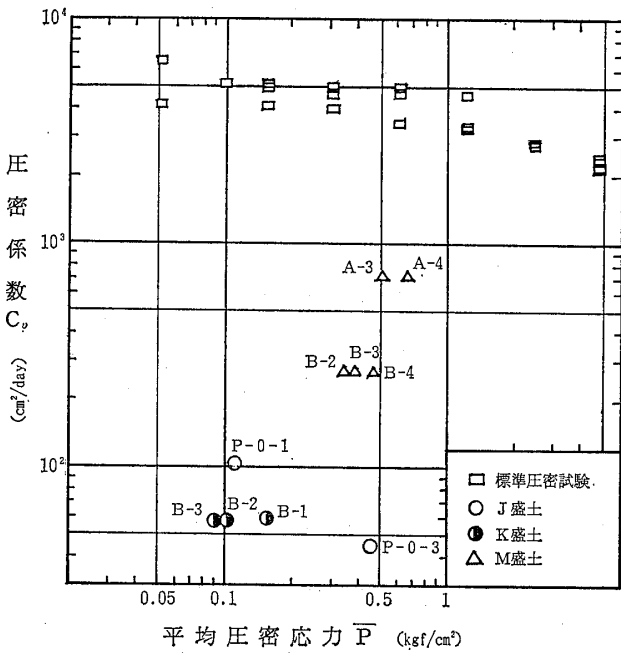 10⁴
10³
10²
圧密係数 Cᵥ (cm²/day)
A-3 A-4
B-3
B-2 B-4
P-0-1
B-3 B-2 B-1
P-0-3
標準圧密試験
J盛土
K盛土
M盛土
0.05 0.1 0.5 1
平均圧密応力 P̅ (kgf/cm²)